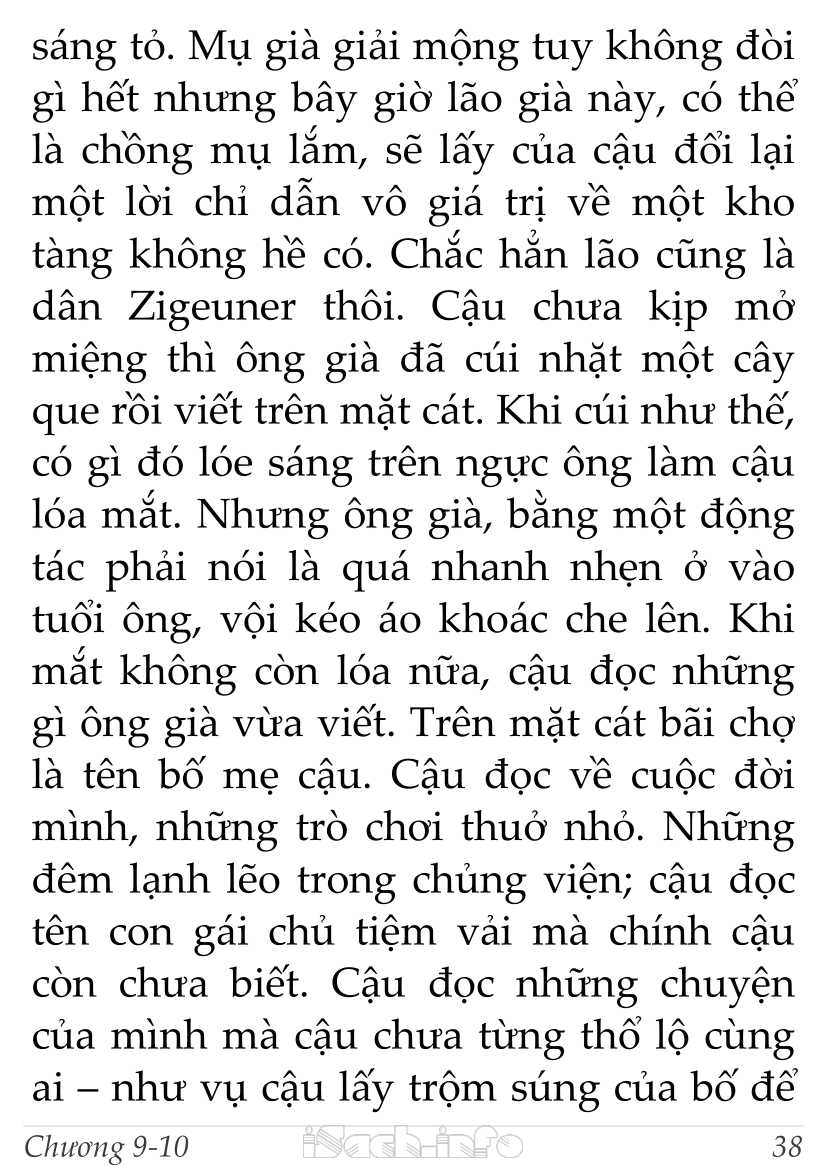 sáng tỏ. Mụ già giải mộng tuy không đòi
gì hết nhưng bây giờ lão già này, có thể
là chồng mụ lắm, sẽ lấy của cậu đổi lại
một lời chỉ dẫn vô giá trị về một kho
tàng không hề có. Chắc hẳn lão cũng là
dân Zigeuner thôi. Cậu chưa kịp mở
miệng thì ông già đã cúi nhặt một cây
que rồi viết trên mặt cát. Khi cúi như thế,
có gì đó lóe sáng trên ngực ông làm cậu
lóa mắt. Nhưng ông già, bằng một động
tác phải nói là quá nhanh nhẹn ở vào
tuổi ông, vội kéo áo khoác che lên. Khi
mắt không còn lóa nữa, cậu đọc những
gì ông già vừa viết. Trên mặt cát bãi chợ
là tên bố mẹ cậu. Cậu đọc về cuộc đời
mình, những trò chơi thuở nhỏ. Những
đêm lạnh lẽo trong chủng viện; cậu đọc
tên con gái chủ tiệm vải mà chính cậu
còn chưa biết. Cậu đọc những chuyện
của mình mà cậu chưa từng thổ lộ cùng
ai – như vụ cậu lấy trộm súng của bố để
Chương 9-10 iSach.info 38